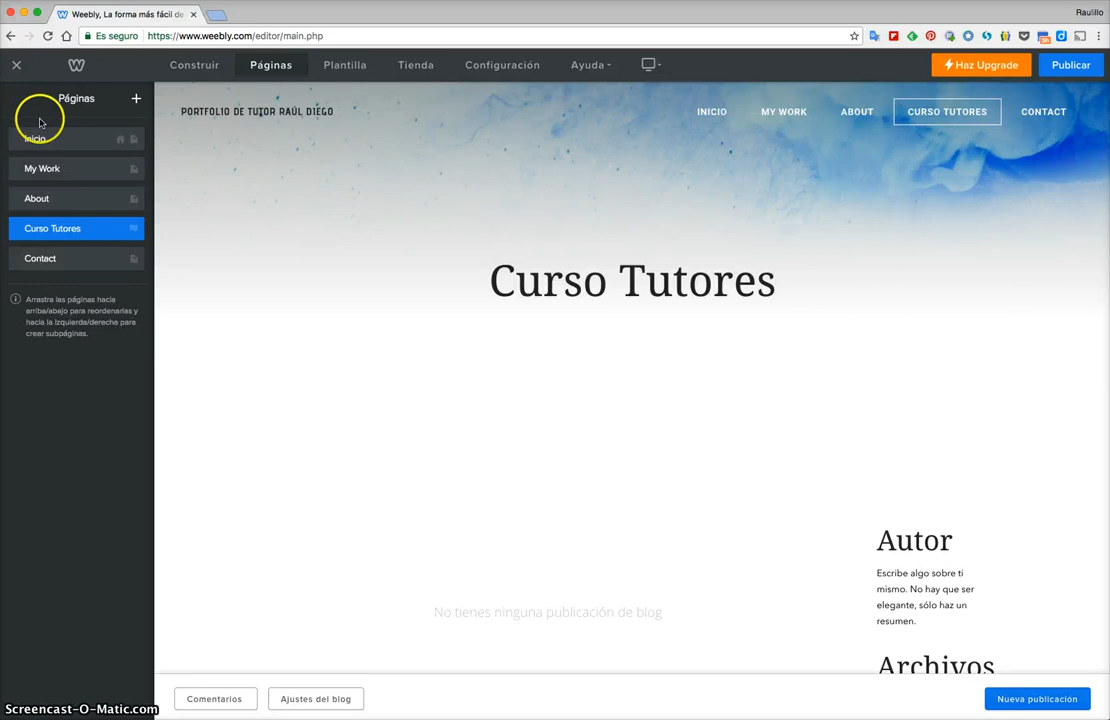 Weebly, La forma más fácil de
Raulillo
Es seguro
https://www.weebly.com/editor/main.php
Construir
Páginas
Plantilla
Tienda
Configuración
Ayuda
Haz Upgrade
Publicar
Páginas
Inicio
My Work
About
Curso Tutores
Contact
Arrastra las páginas hacia
arriba/abajo para reordenarlas y
hacia la izquierda/derecha para
crear subpáginas.
PORTFOLIO DE TUTOR RAÚL DIEGO
INICIO
MY WORK
ABOUT
CURSO TUTORES
CONTACT
Curso Tutores
Autor
Escribe algo sobre ti
mismo. No hay que ser
elegante, sólo haz un
resumen.
No tienes ninguna publicación de blog
Archivos
Comentarios
Ajustes del blog
Nueva publicación
Screencast-O-Matic.com